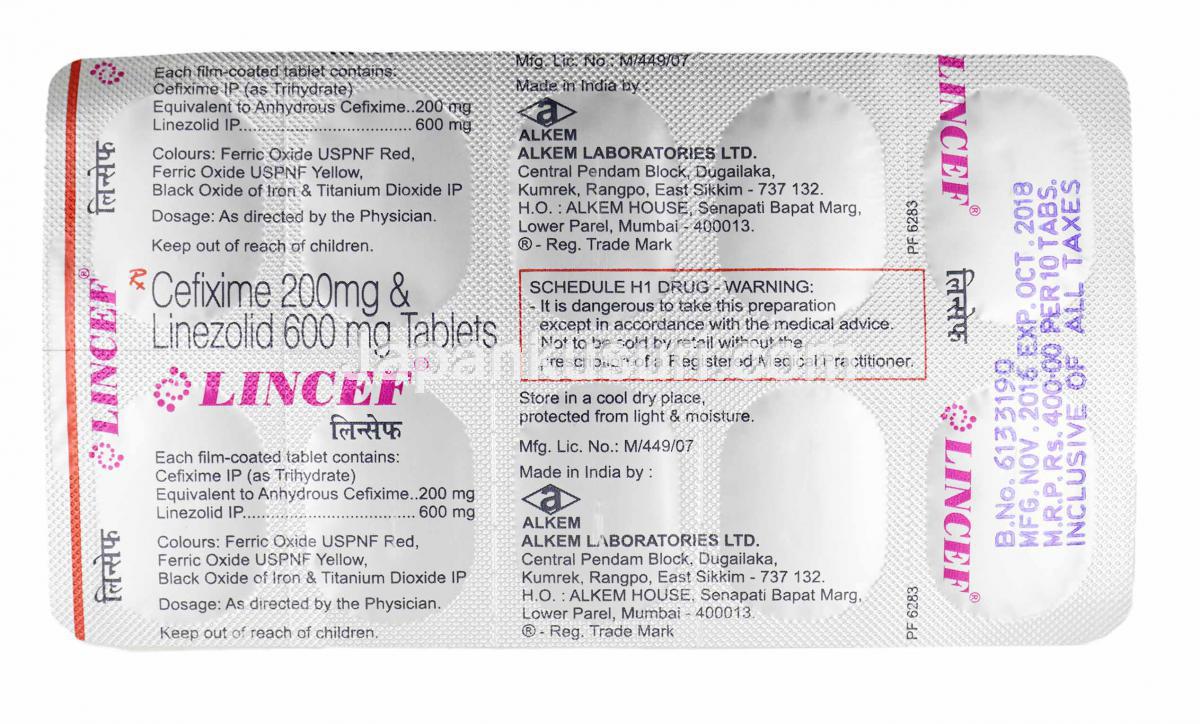 Each film-coated tablet contains:
Cefixime IP (as Trihydrate)
Equivalent to Anhydrous Cefixime..200 mg
Linezolid IP.................................. 600 mg
Colours: Ferric Oxide USPNF Red,
Ferric Oxide USPNF Yellow,
Black Oxide of Iron & Titanium Dioxide IP
Dosage: As directed by the Physician.
Keep out of reach of children.
Rx Cefixime 200mg &
Linezolid 600 mg Tablets
LINCEF®
लिन्सेफ
Each film-coated tablet contains:
Cefixime IP (as Trihydrate)
Equivalent to Anhydrous Cefixime..200 mg
Linezolid IP.................................. 600 mg
Colours: Ferric Oxide USPNF Red,
Ferric Oxide USPNF Yellow,
Black Oxide of Iron & Titanium Dioxide IP
Dosage: As directed by the Physician.
Keep out of reach of children.
लिन्सेफ
LINCEF®
लिन्सेफ
Mfg. Lic. No.: M/449/07
Made in India by :
a
ALKEM
ALKEM LABORATORIES LTD.
Central Pendam Block, Dugailaka,
Kumrek, Rangpo, East Sikkim - 737 132.
H.O. : ALKEM HOUSE, Senapati Bapat Marg,
Lower Parel, Mumbai - 400013.
® - Reg. Trade Mark
SCHEDULE H1 DRUG - WARNING:
- It is dangerous to take this preparation
except in accordance with the medical advice.
- Not to be sold by retail without the
prescription of a Registered Medical Practitioner.
Store in a cool dry place,
protected from light & moisture.
Mfg. Lic. No.: M/449/07
Made in India by :
a
ALKEM
ALKEM LABORATORIES LTD.
Central Pendam Block, Dugailaka,
Kumrek, Rangpo, East Sikkim - 737 132.
H.O. : ALKEM HOUSE, Senapati Bapat Marg,
Lower Parel, Mumbai - 400013.
® - Reg. Trade Mark
PF 6283
PF 6283
LINCEF®
लिन्सेफ
LINCEF®
B.No. 6133190
MFG. NOV. 2016 EXP. OCT. 2018
M.R.P. Rs. 400·00 PER 10 TABS.
INCLUSIVE OF ALL TAXES